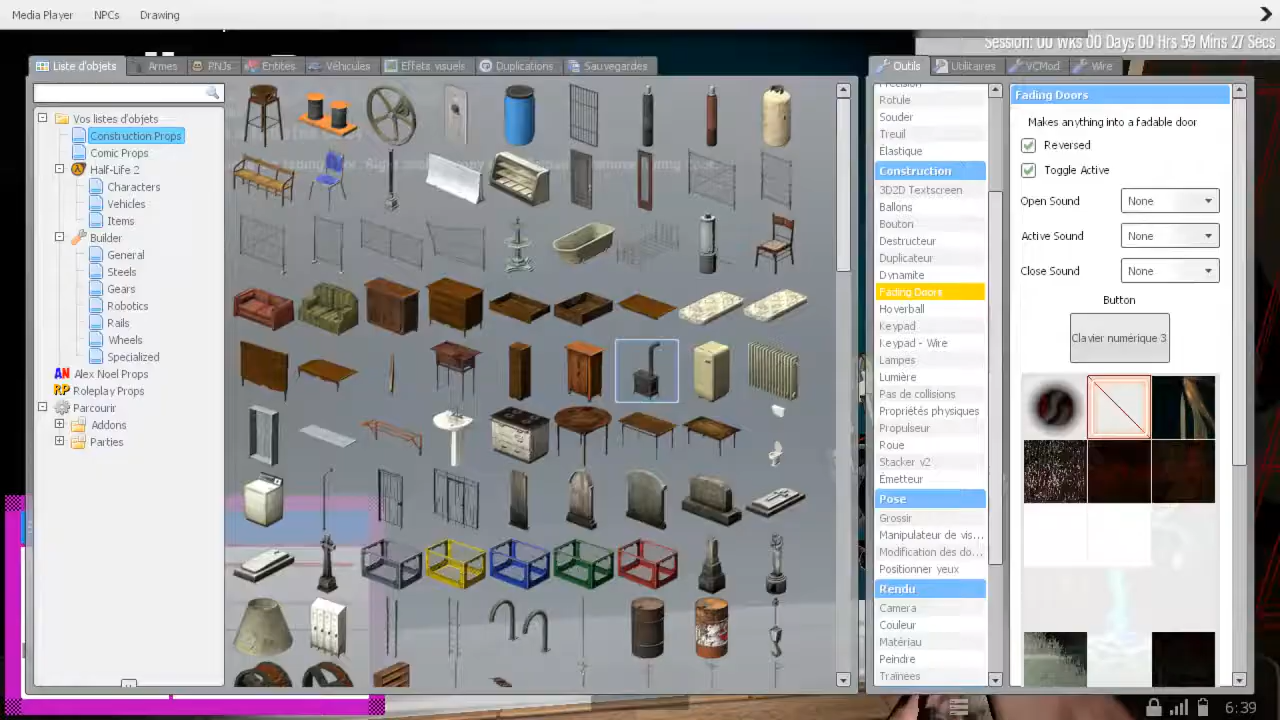 Media Player NPCs Drawing
Session: 00 Wks 00 Days 00 Hrs 59 Mins 27 Secs
Liste d'objets Armes PNJs Entités Véhicules Effets visuels Duplications Sauvegardes
Outils Utilitaires VCMod Wire
Vos listes d'objets
Construction Props
Comic Props
Half-Life 2
Characters
Vehicles
Items
Builder
General
Steels
Gears
Robotics
Rails
Wheels
Specialized
Alex Noel Props
Roleplay Props
Parcourir
Addons
Parties
Précision
Rotule
Souder
Treuil
Élastique
Construction
3D2D Textscreen
Ballons
Bouton
Destructeur
Duplicateur
Dynamite
Fading Doors
Hoverball
Keypad
Keypad - Wire
Lampes
Lumière
Pas de collisions
Propriétés physiques
Propulseur
Roue
Stacker v2
Émetteur
Pose
Grossir
Manipulateur de vis...
Modification des do...
Positionner yeux
Rendu
Camera
Couleur
Matériau
Peindre
Traînées
Fading Doors
Makes anything into a fadable door
Reversed
Toggle Active
Open Sound None
Active Sound None
Close Sound None
Button
Clavier numérique 3
6:39